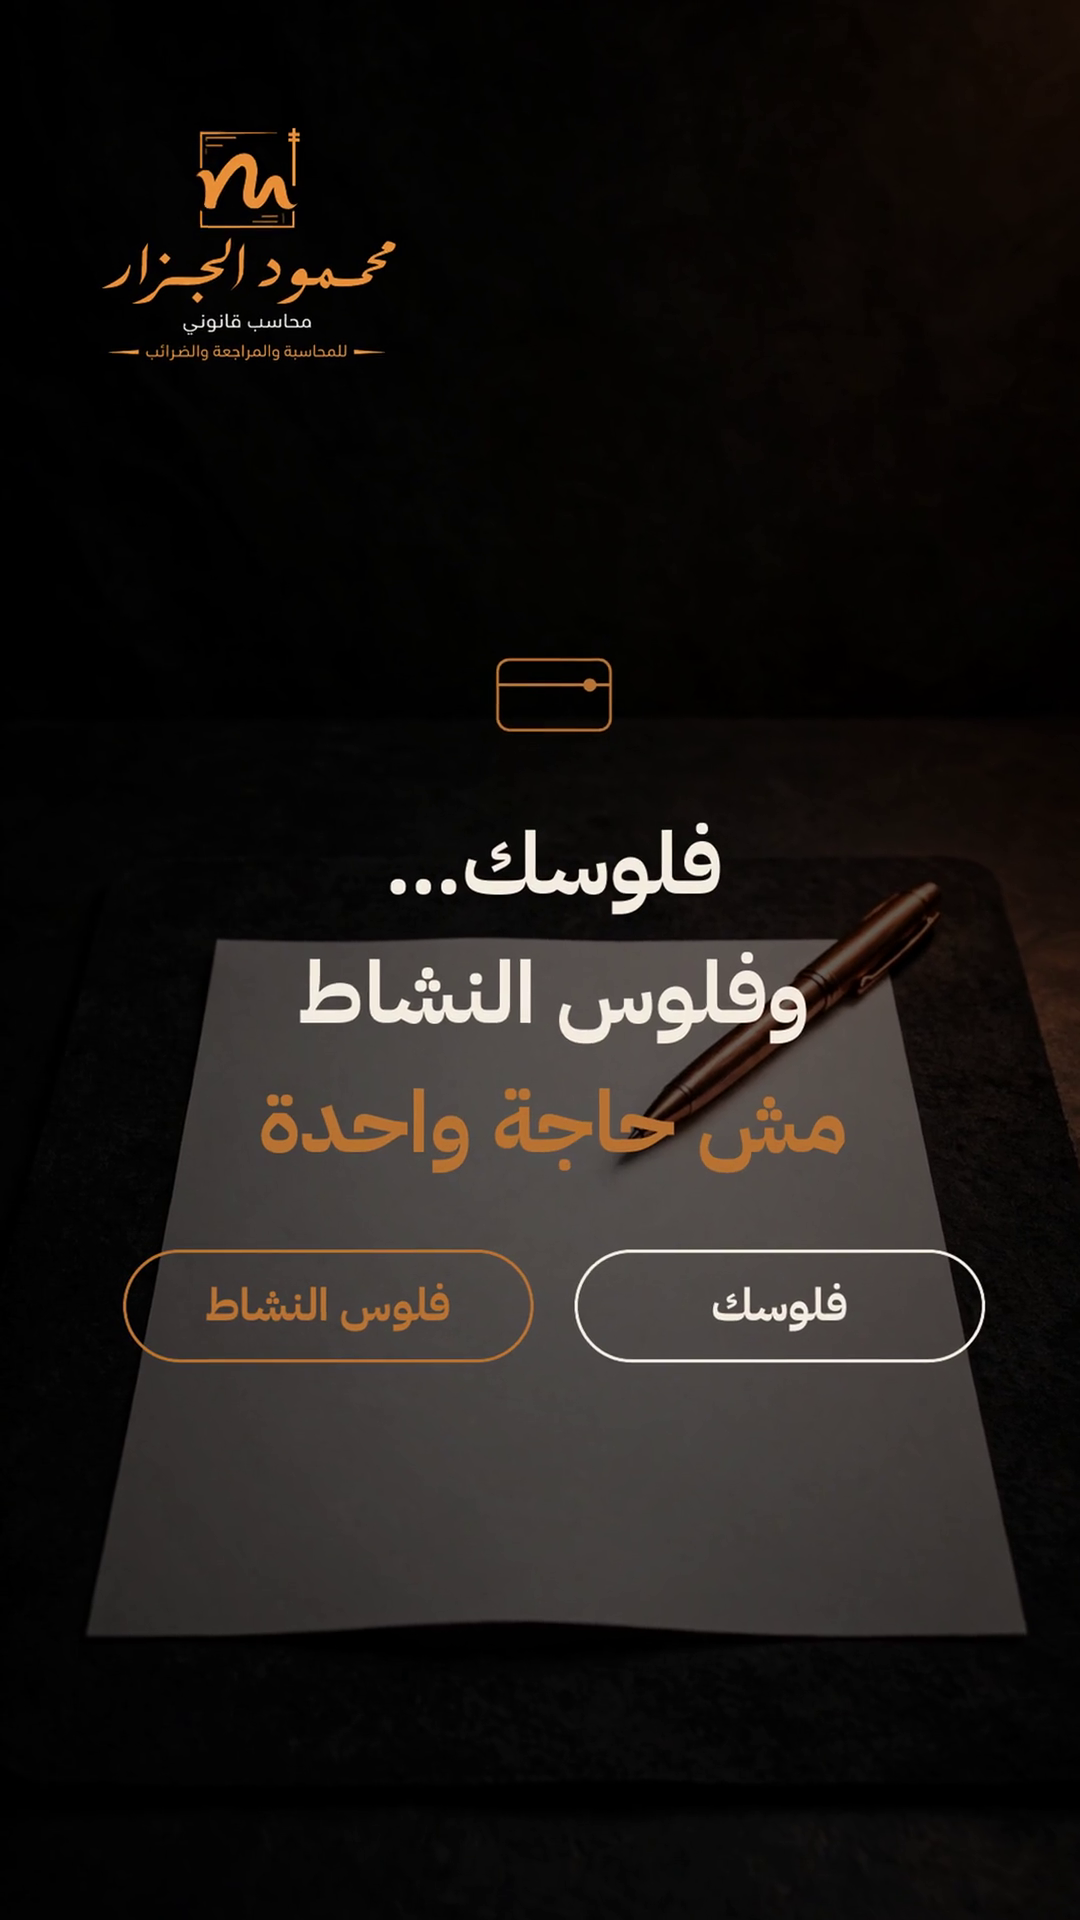 محمود الجزار
محاسب قانوني
للمحاسبة والمراجعة والضرائب
فلوسك...
وفلوس النشاط
مش حاجة واحدة
فلوسك
فلوس النشاط